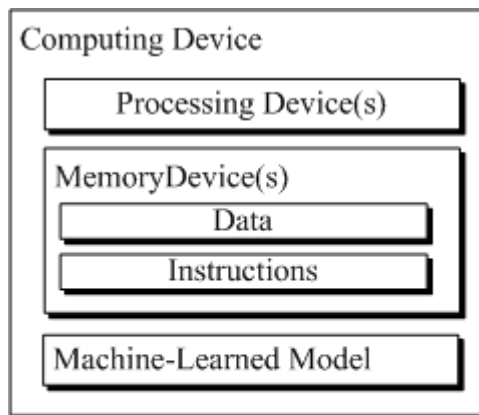 Computing Device
Processing Device(s)
MemoryDevice(s)
Data
Instructions
Machine-Learned Model